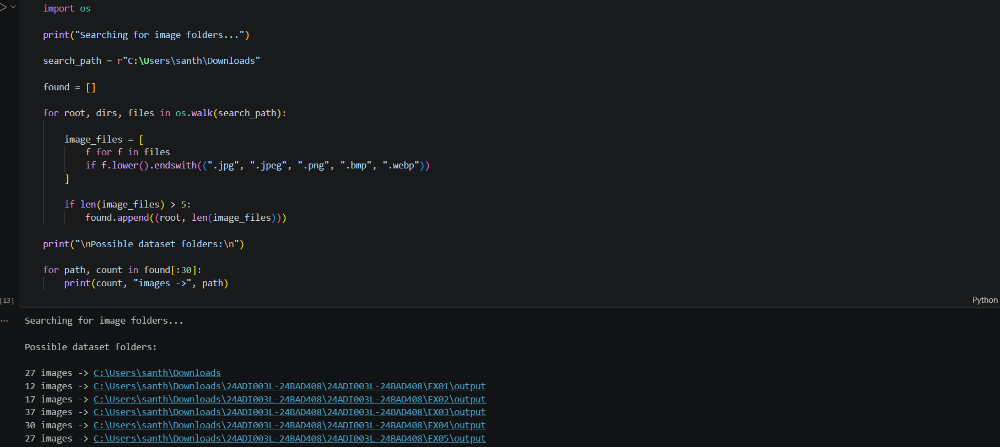 import os
print("Searching for image folders...")
search_path = r"C:\Users\santh\Downloads"
found = []
for root, dirs, files in os.walk(search_path):
    image_files = [
        f for f in files
        if f.lower().endswith((".jpg", ".jpeg", ".png", ".bmp", ".webp"))
    ]
    if len(image_files) > 5:
        found.append((root, len(image_files)))
print("\nPossible dataset folders:\n")
for path, count in found[:30]:
    print(count, "images ->", path)
[13]
Python
... Searching for image folders...
Possible dataset folders:
27 images -> C:\Users\santh\Downloads
12 images -> C:\Users\santh\Downloads\24ADI003L-24BAD408\24ADI003L-24BAD408\EX01\output
17 images -> C:\Users\santh\Downloads\24ADI003L-24BAD408\24ADI003L-24BAD408\EX02\output
37 images -> C:\Users\santh\Downloads\24ADI003L-24BAD408\24ADI003L-24BAD408\EX03\output
30 images -> C:\Users\santh\Downloads\24ADI003L-24BAD408\24ADI003L-24BAD408\EX04\output
27 images -> C:\Users\santh\Downloads\24ADI003L-24BAD408\24ADI003L-24BAD408\EX05\output